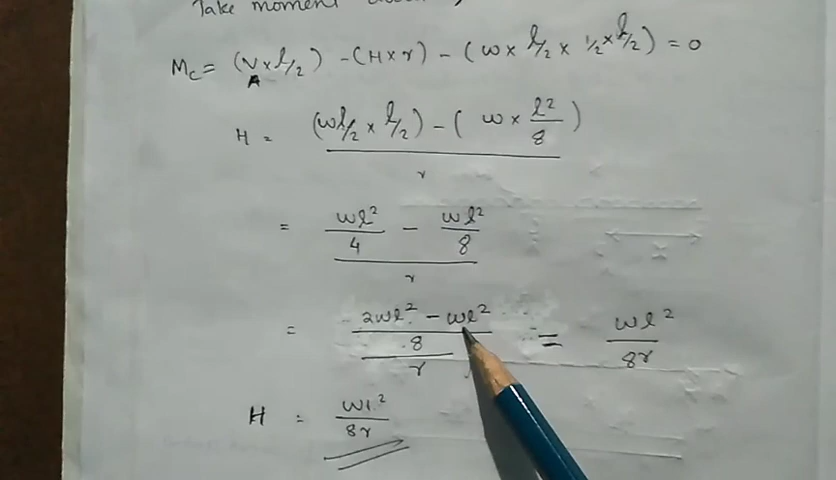 Take moment
Mc = (V_A × l/2) - (H × r) - (w × l/2 × 1/2 × l/2) = 0
H = (wl/2 × l/2) - (w × l²/8) / r
= wl²/4 - wl²/8 / r
= 2wl² - wl² / 8 / r = wl²/8r
H = wl²/8r
x